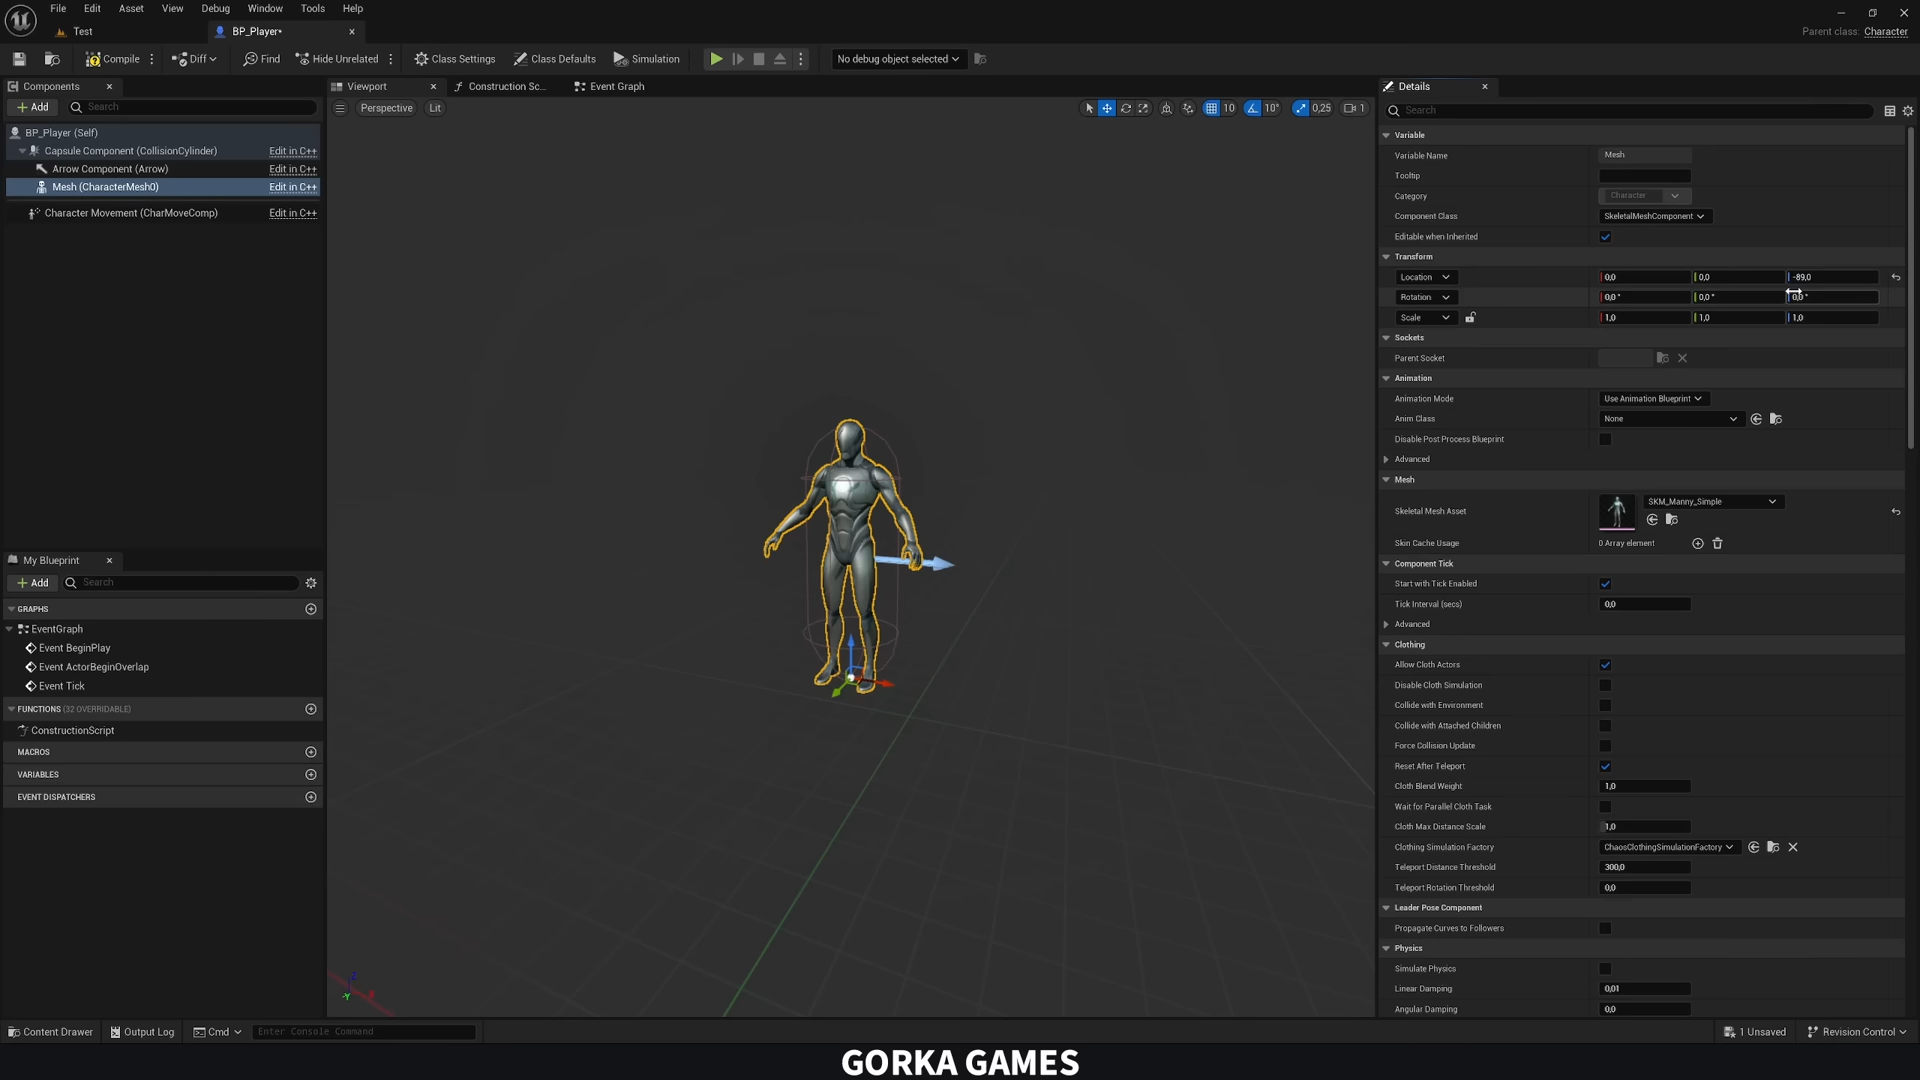 File Edit Asset View Debug Window Tools Help
Test
BP_Player*
Parent class: Character
Compile Diff Find Hide Unrelated Class Settings Class Defaults Simulation No debug object selected
Components
Add Search
BP_Player (Self)
Capsule Component (CollisionCylinder) Edit in C++
Arrow Component (Arrow) Edit in C++
Mesh (CharacterMesh0) Edit in C++
Character Movement (CharMoveComp) Edit in C++
My Blueprint
Add Search
GRAPHS
EventGraph
Event BeginPlay
Event ActorBeginOverlap
Event Tick
FUNCTIONS (32 OVERRIDABLE)
ConstructionScript
MACROS
VARIABLES
EVENT DISPATCHERS
Viewport Construction Sc... Event Graph
Perspective Lit 10 10° 0,25 1
Z
X
-Y
Details
Search
Variable
Variable Name Mesh
Tooltip
Category Character
Component Class SkeletalMeshComponent
Editable when Inherited
Transform
Location 0,0 0,0 -89,0
Rotation 0,0 ° 0,0 ° 0,0 °
Scale 1,0 1,0 1,0
Sockets
Parent Socket
Animation
Animation Mode Use Animation Blueprint
Anim Class None
Disable Post Process Blueprint
Advanced
Mesh
Skeletal Mesh Asset SKM_Manny_Simple
Skin Cache Usage 0 Array element
Component Tick
Start with Tick Enabled
Tick Interval (secs) 0,0
Advanced
Clothing
Allow Cloth Actors
Disable Cloth Simulation
Collide with Environment
Collide with Attached Children
Force Collision Update
Reset After Teleport
Cloth Blend Weight 1,0
Wait for Parallel Cloth Task
Cloth Max Distance Scale 1,0
Clothing Simulation Factory ChaosClothingSimulationFactory
Teleport Distance Threshold 300,0
Teleport Rotation Threshold 0,0
Leader Pose Component
Propagate Curves to Followers
Physics
Simulate Physics
Linear Damping 0,01
Angular Damping 0,0
Content Drawer Output Log Cmd Enter Console Command 1 Unsaved Revision Control
GORKA GAMES